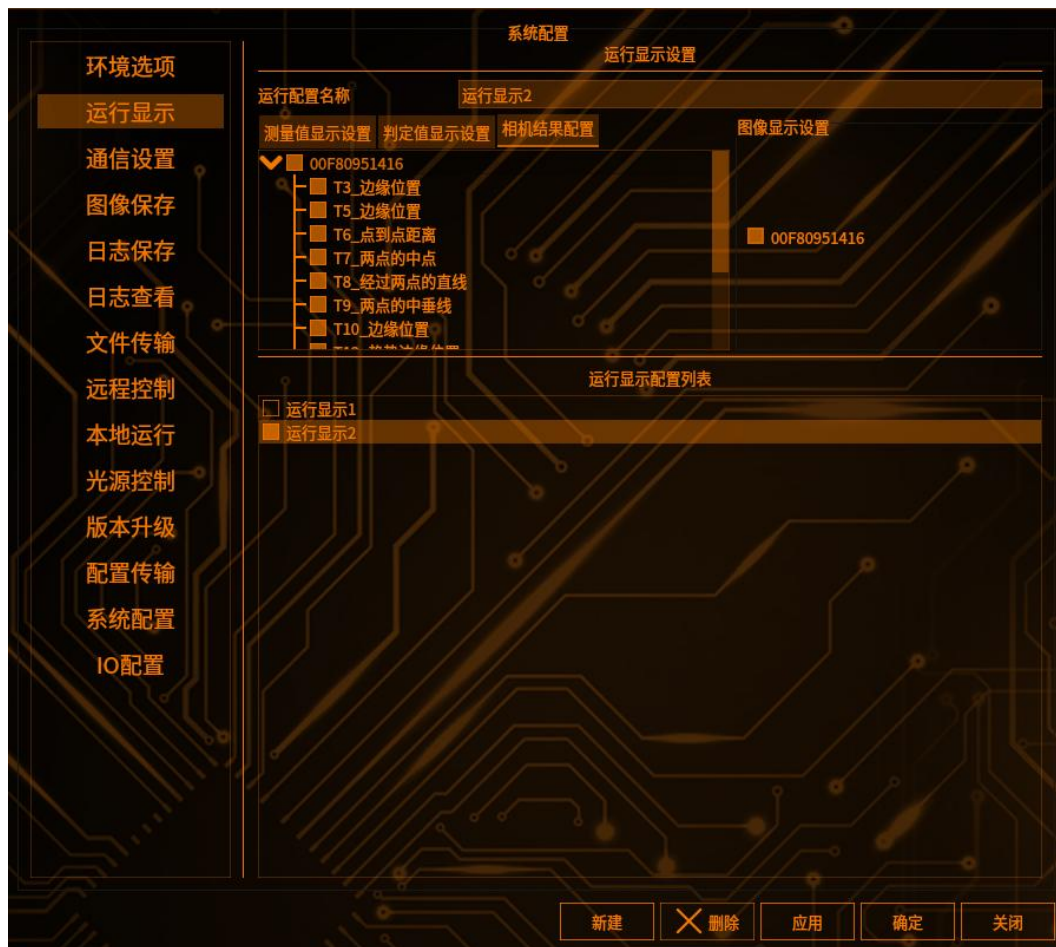 系统配置
环境选项
运行显示
通信设置
图像保存
日志保存
日志查看
文件传输
远程控制
本地运行
光源控制
版本升级
配置传输
系统配置
IO配置
运行显示设置
运行配置名称 运行显示2
测量值显示设置 判定值显示设置 相机结果配置
00F80951416
T3_边缘位置
T5_边缘位置
T6_点到点距离
T7_两点的中点
T8_经过两点的直线
T9_两点的中垂线
T10_边缘位置
图像显示设置
00F80951416
运行显示配置列表
运行显示1
运行显示2
新建 删除 应用 确定 关闭